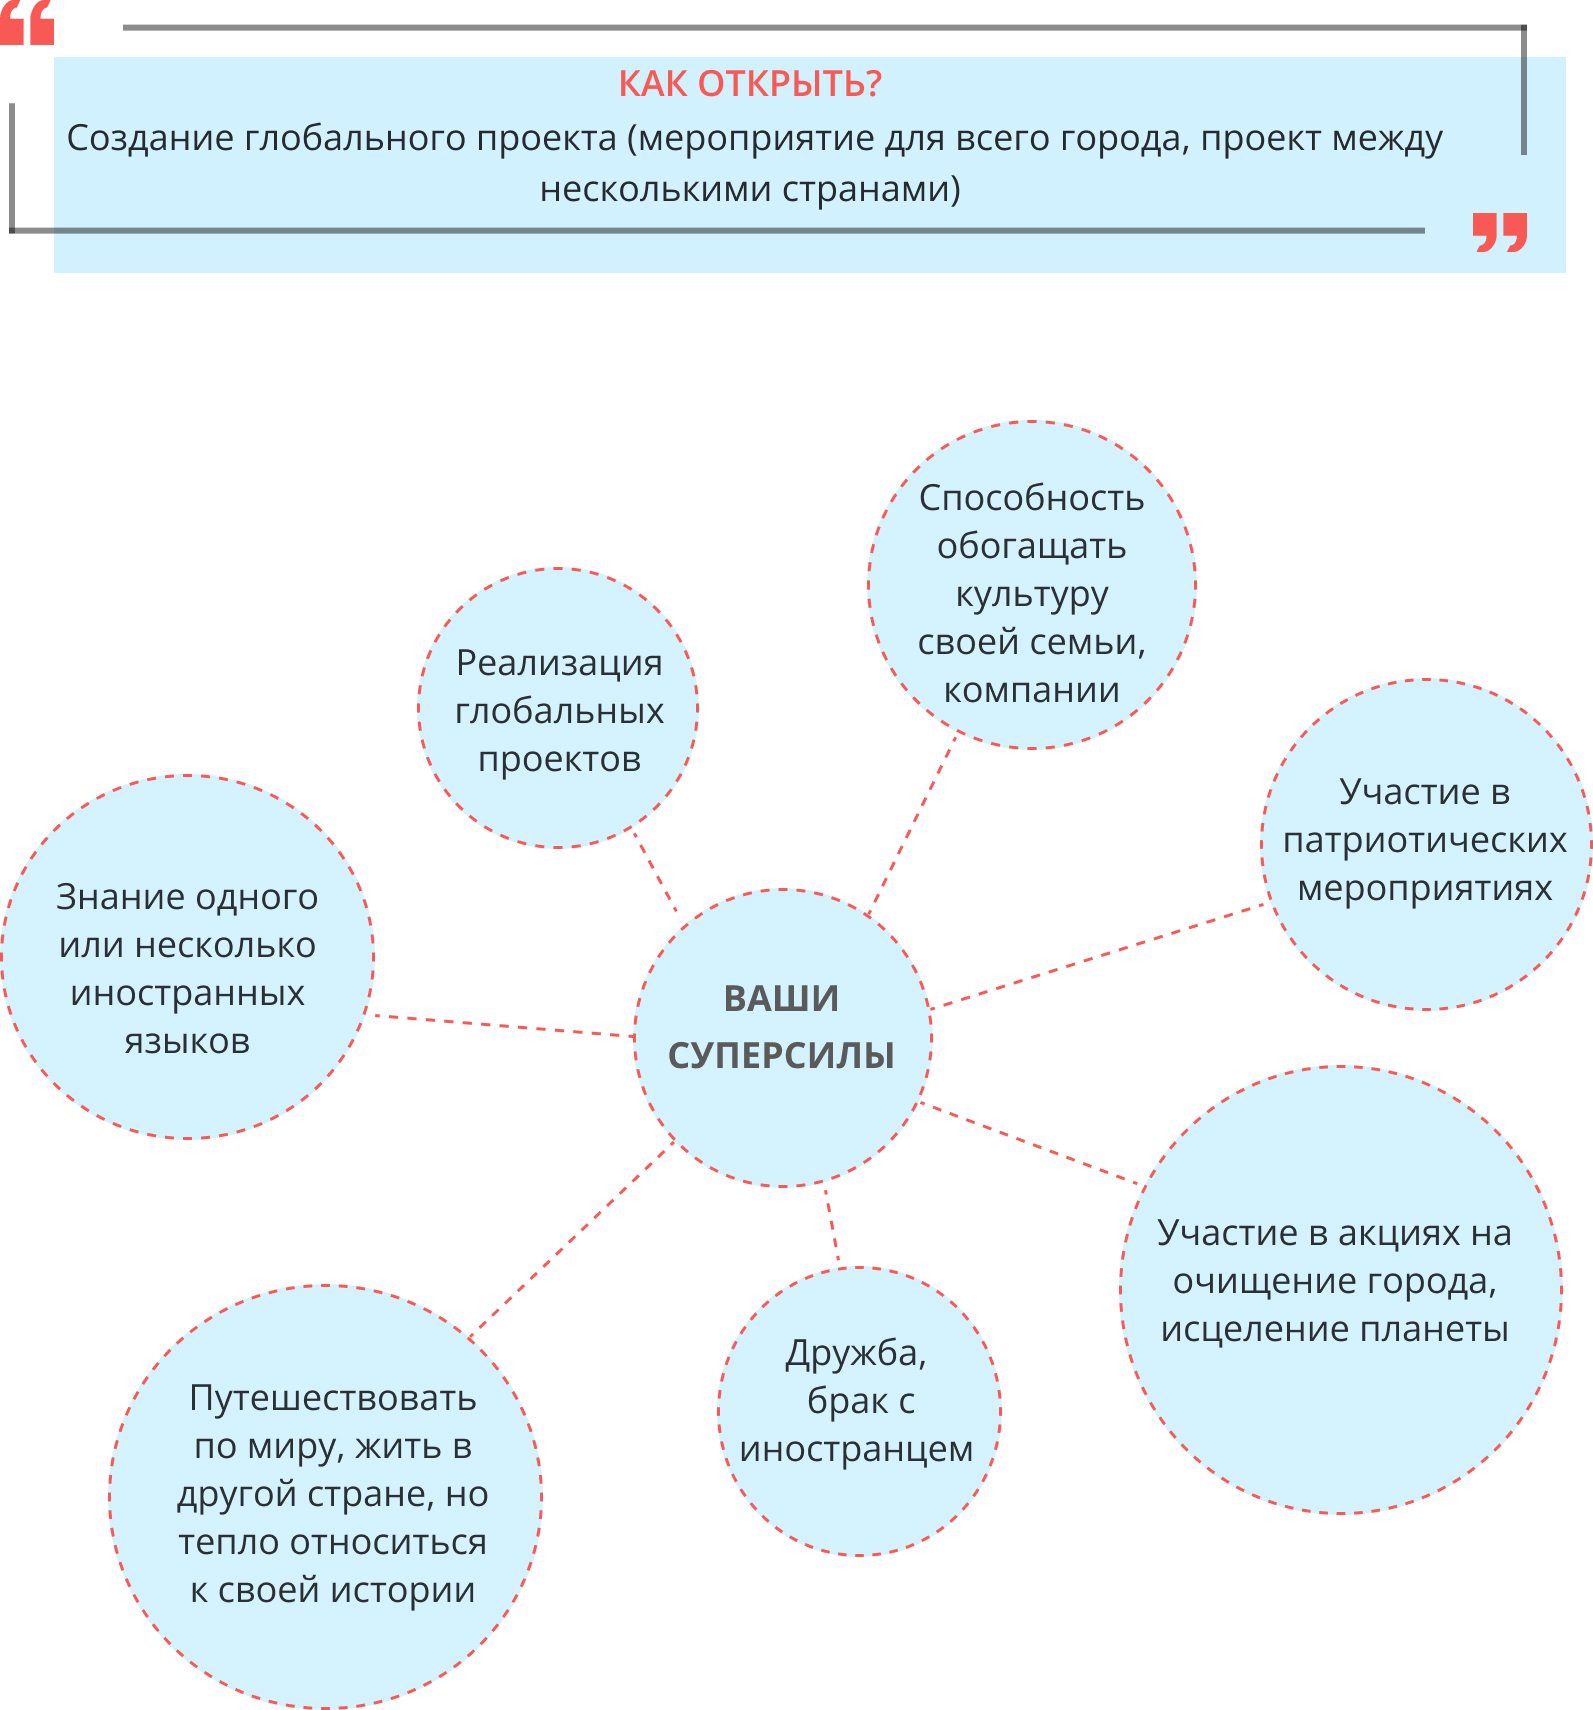 КАК ОТКРЫТЬ?
Создание глобального проекта (мероприятие для всего города, проект между
несколькими странами)
Способность
обогащать
культуру
своей семьи,
компании
Реализация
глобальных
проектов
Участие в
патриотических
мероприятиях
Знание одного
или несколько
иностранных
языков
ВАШИ
СУПЕРСИЛЫ
Участие в акциях на
очищение города,
исцеление планеты
Дружба,
брак с
иностранцем
Путешествовать
по миру, жить в
другой стране, но
тепло относиться
к своей истории